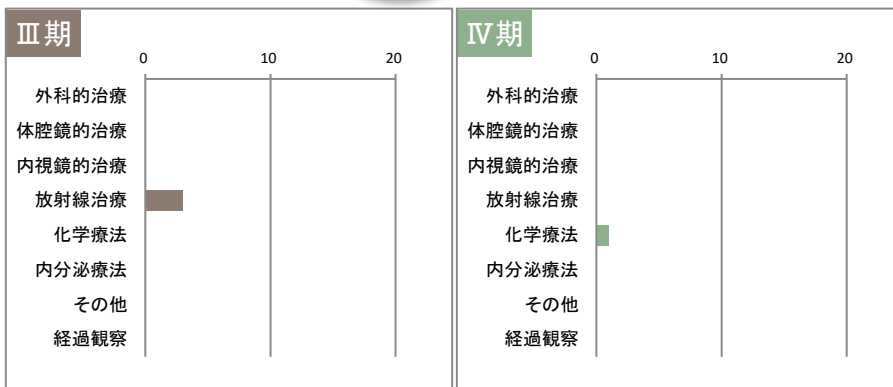 Ⅲ期
0 10 20
外科的治療
体腔鏡的治療
内視鏡的治療
放射線治療
化学療法
内分泌療法
その他
経過観察
Ⅳ期
0 10 20
外科的治療
体腔鏡的治療
内視鏡的治療
放射線治療
化学療法
内分泌療法
その他
経過観察